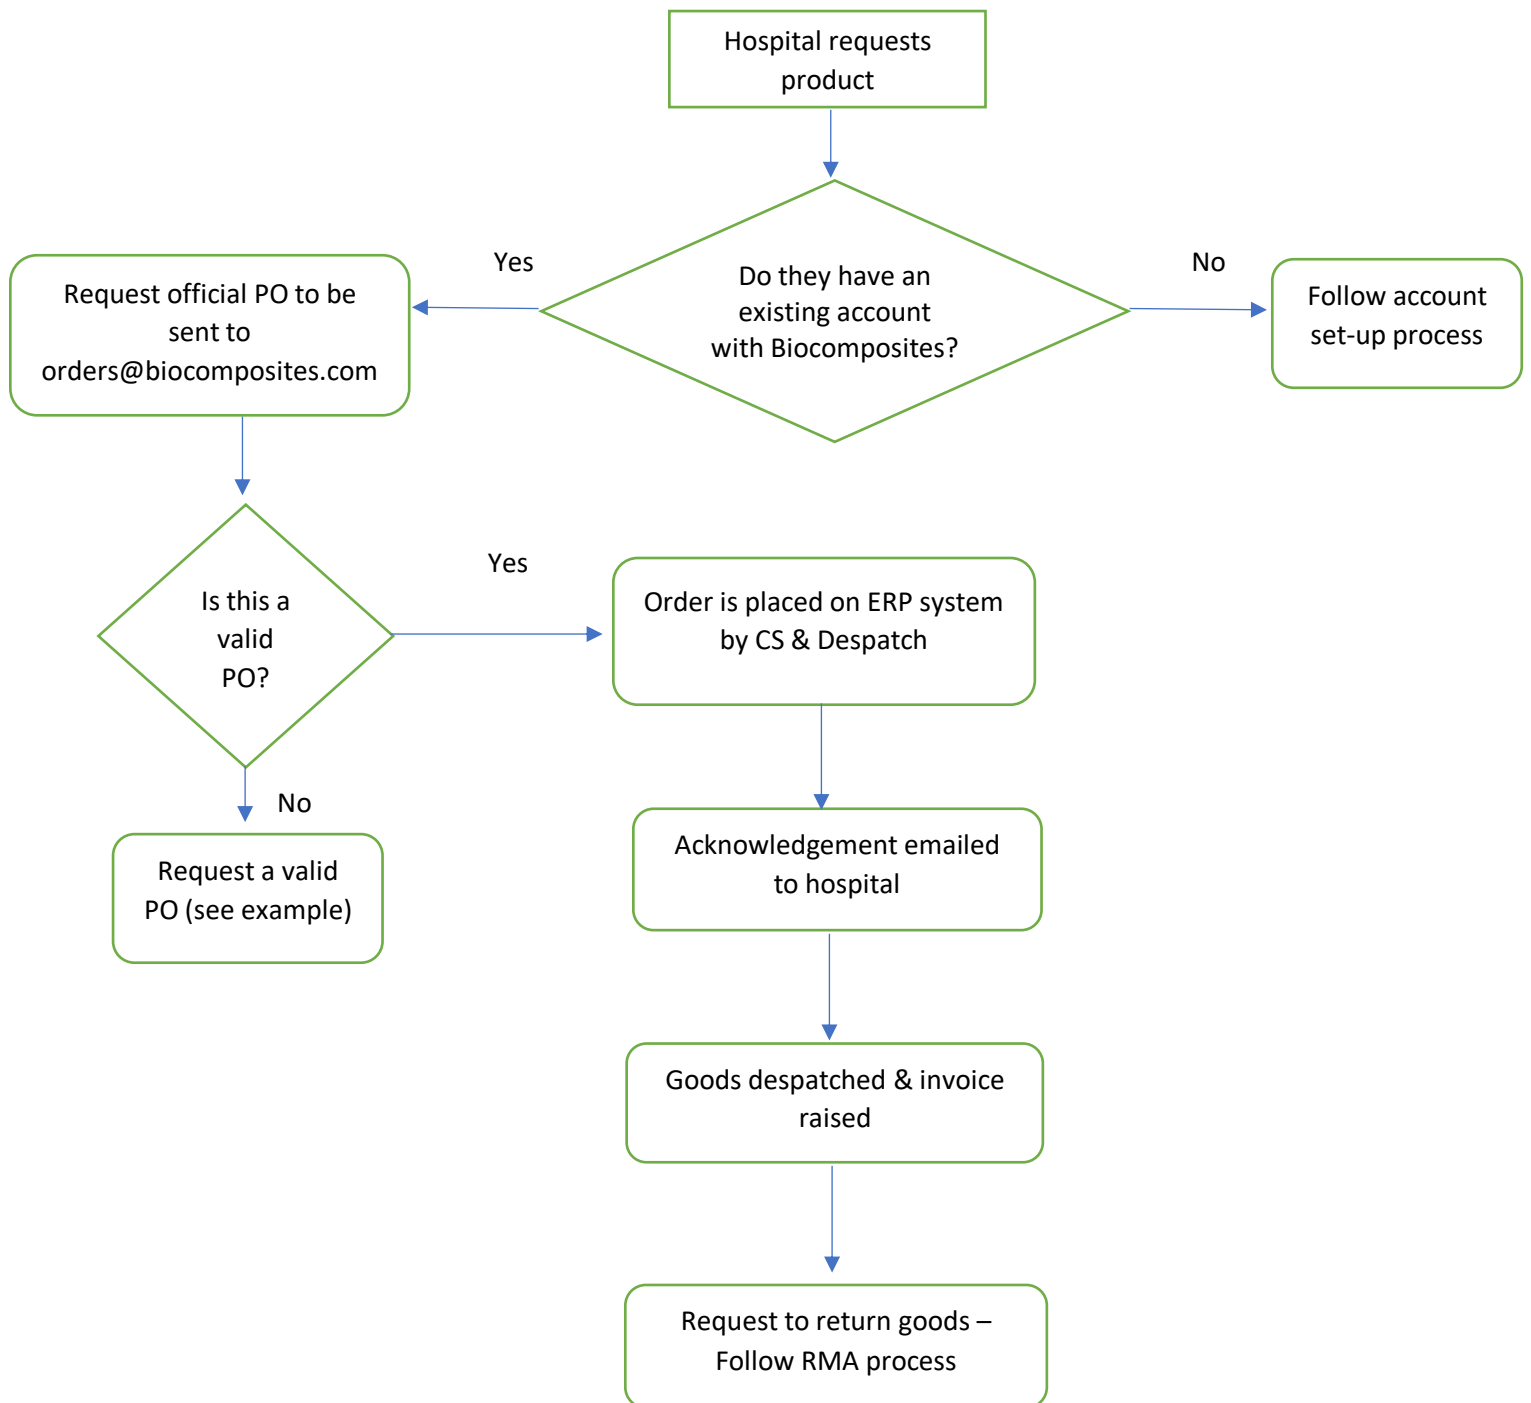 Hospital requests
product
Yes
No
Do they have an
existing account
with Biocomposites?
Request official PO to be
sent to
orders@biocomposites.com
Follow account
set-up process
Is this a
valid
PO?
Yes
Order is placed on ERP system
by CS & Despatch
No
Request a valid
PO (see example)
Acknowledgement emailed
to hospital
Goods despatched & invoice
raised
Request to return goods –
Follow RMA process